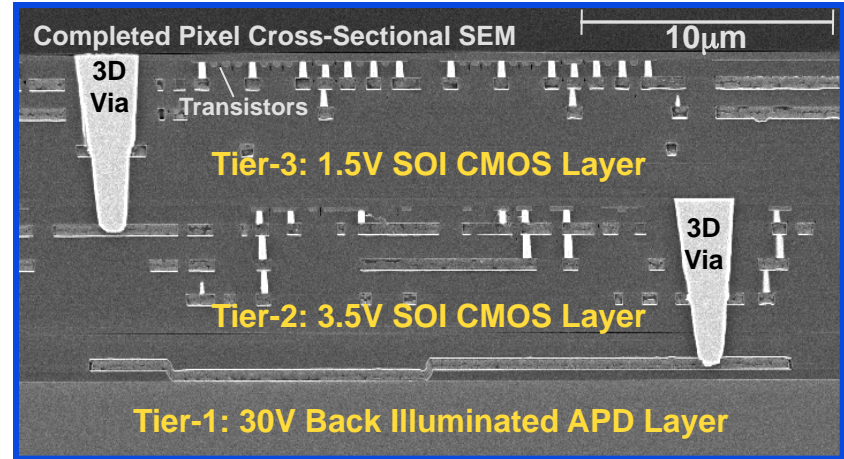 Completed Pixel Cross-Sectional SEM
10μm
3D
Via
Transistors
Tier-3: 1.5V SOI CMOS Layer
3D
Via
Tier-2: 3.5V SOI CMOS Layer
Tier-1: 30V Back Illuminated APD Layer